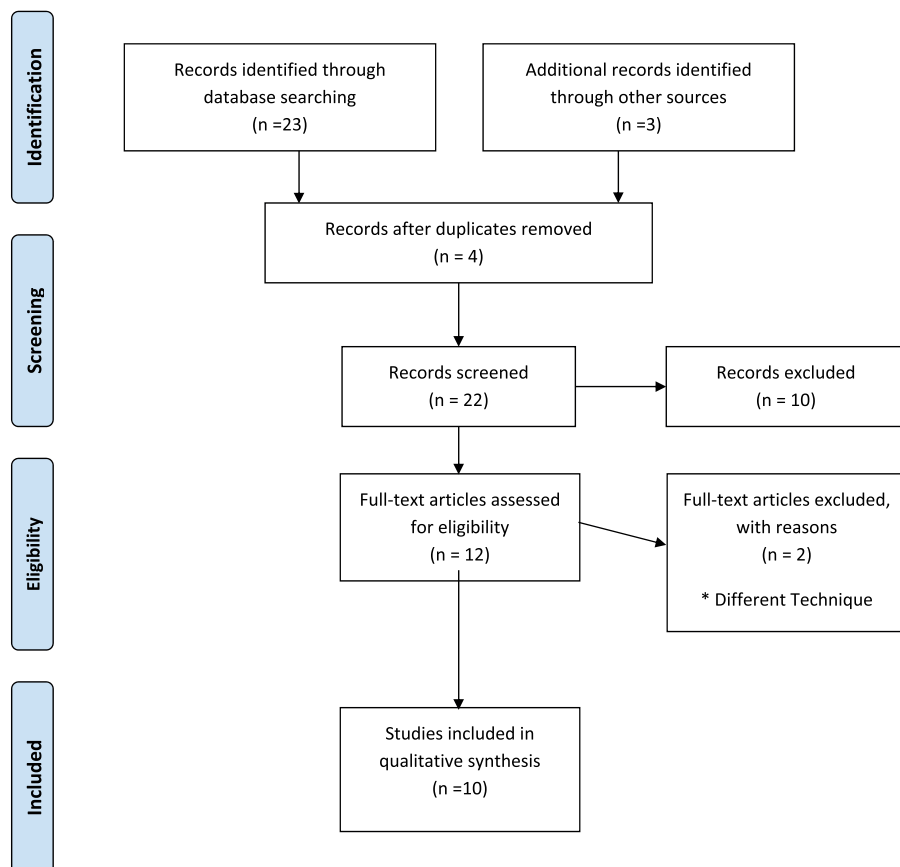 Identification
Records identified through
database searching
(n =23)
Additional records identified
through other sources
(n =3)
Records after duplicates removed
(n = 4)
Screening
Records screened
(n = 22)
Records excluded
(n = 10)
Eligibility
Full-text articles assessed
for eligibility
(n = 12)
Full-text articles excluded,
with reasons
(n = 2)
* Different Technique
Included
Studies included in
qualitative synthesis
(n =10)